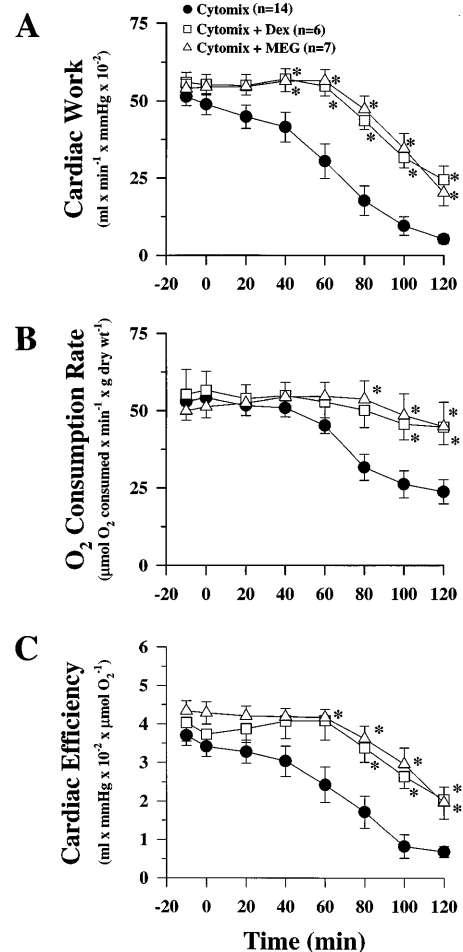 A
Cytomix (n=14)
Cytomix + Dex (n=6)
Cytomix + MEG (n=7)
Cardiac Work
(ml x min⁻¹ x mmHg x 10⁻²)
75
50
25
0
* * * * * * * * *
-20 0 20 40 60 80 100 120
B
O₂ Consumption Rate
(μmol O₂ consumed x min⁻¹ x g dry wt⁻¹)
75
50
25
0
* * * * *
-20 0 20 40 60 80 100 120
C
Cardiac Efficiency
(ml x mmHg x 10⁻² x μmol O₂⁻¹)
6
5
4
3
2
1
0
* * * * * * *
-20 0 20 40 60 80 100 120
Time (min)